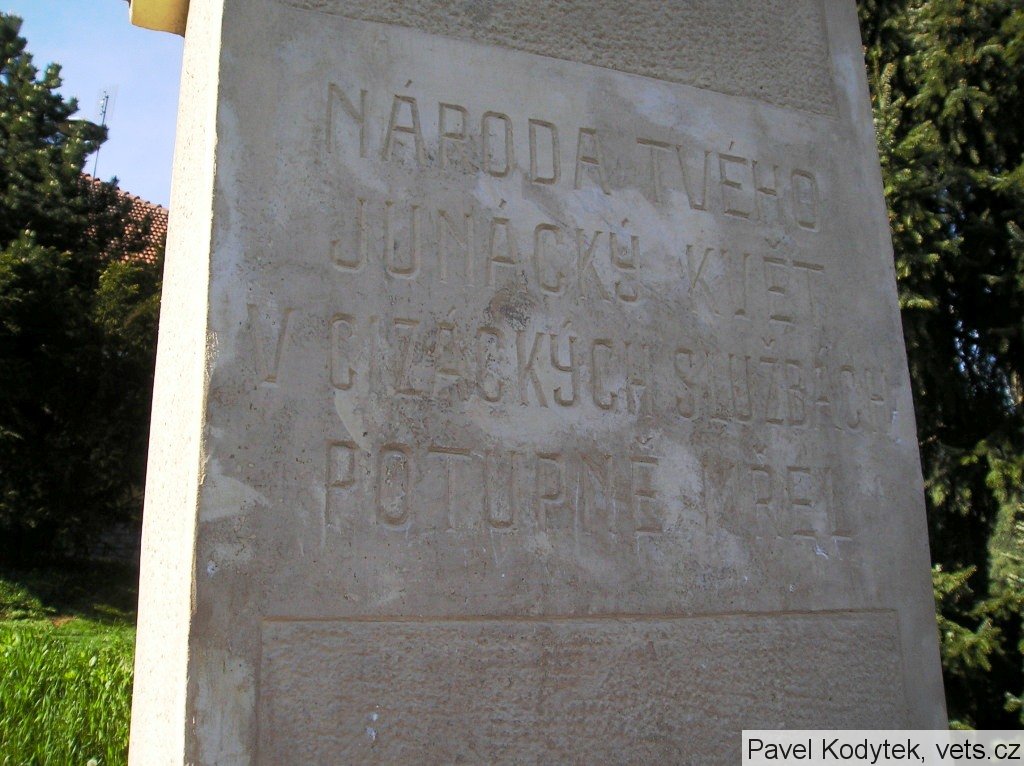 NÁRODA TVÉHO
JUNÁCKÝ KVĚT
V CIZÁCKÝCH SLUŽBÁCH
POTUPNĚ MŘEL
Pavel Kodytek, vets.cz